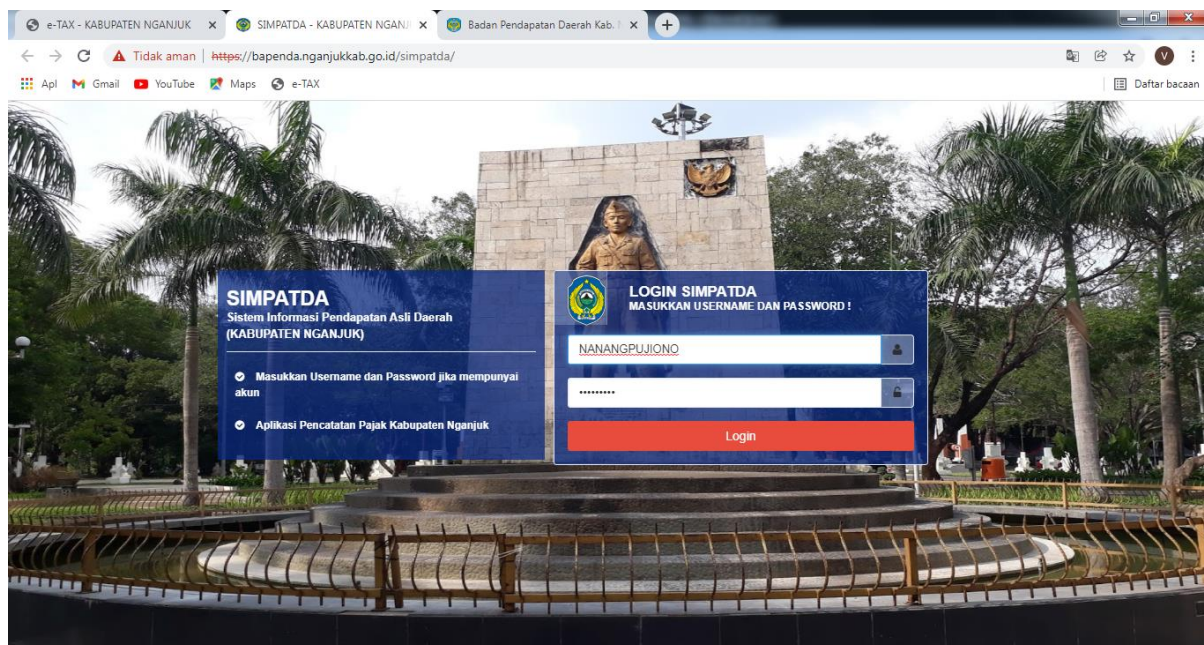 e-TAX - KABUPATEN NGANJUK
SIMPATDA - KABUPATEN NGANJ
Badan Pendapatan Daerah Kab.
Tidak aman | https://bapenda.nganjukkab.go.id/simpatda/
V
Apl Gmail YouTube Maps e-TAX Daftar bacaan
SIMPATDA
Sistem Informasi Pendapatan Asli Daerah
(KABUPATEN NGANJUK)
Masukkan Username dan Password jika mempunyai
akun
Aplikasi Pencatatan Pajak Kabupaten Nganjuk
LOGIN SIMPATDA
MASUKKAN USERNAME DAN PASSWORD !
NANANGPUJIONO
•••••••••
Login